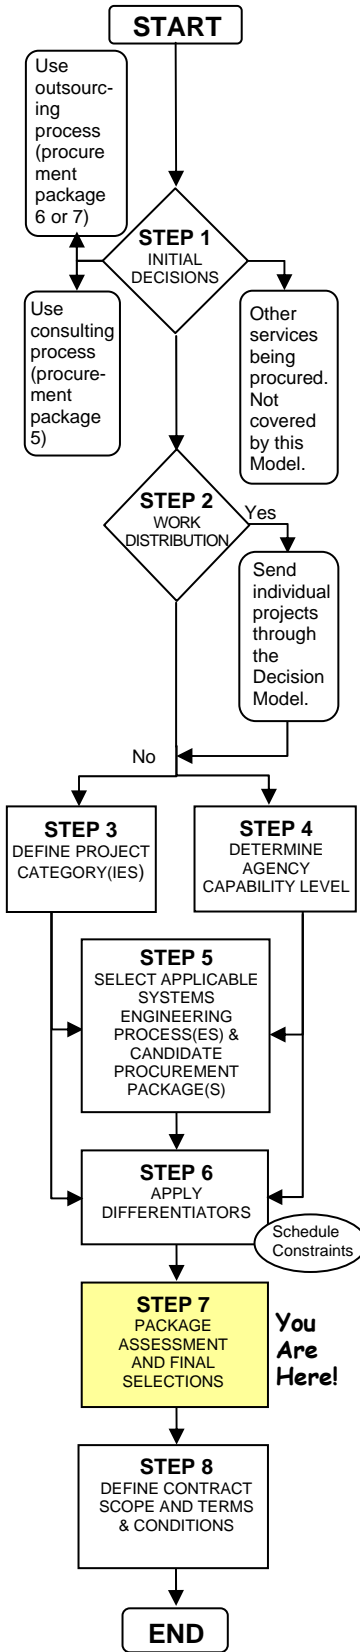 START
Use
outsourc-
ing
process
(procure
ment
package
6 or 7)
STEP 1
INITIAL
DECISIONS
Use
consulting
process
(procure-
ment
package
5)
Other
services
being
procured.
Not
covered
by this
Model.
STEP 2
WORK
DISTRIBUTION
Yes
Send
individual
projects
through
the
Decision
Model.
No
STEP 3
DEFINE PROJECT
CATEGORY(IES)
STEP 4
DETERMINE
AGENCY
CAPABILITY LEVEL
STEP 5
SELECT APPLICABLE
SYSTEMS
ENGINEERING
PROCESS(ES) &
CANDIDATE
PROCUREMENT
PACKAGE(S)
STEP 6
APPLY
DIFFERENTIATORS
Schedule
Constraints
STEP 7
PACKAGE
ASSESSMENT
AND FINAL
SELECTIONS
You
Are
Here!
STEP 8
DEFINE CONTRACT
SCOPE AND TERMS
& CONDITIONS
END